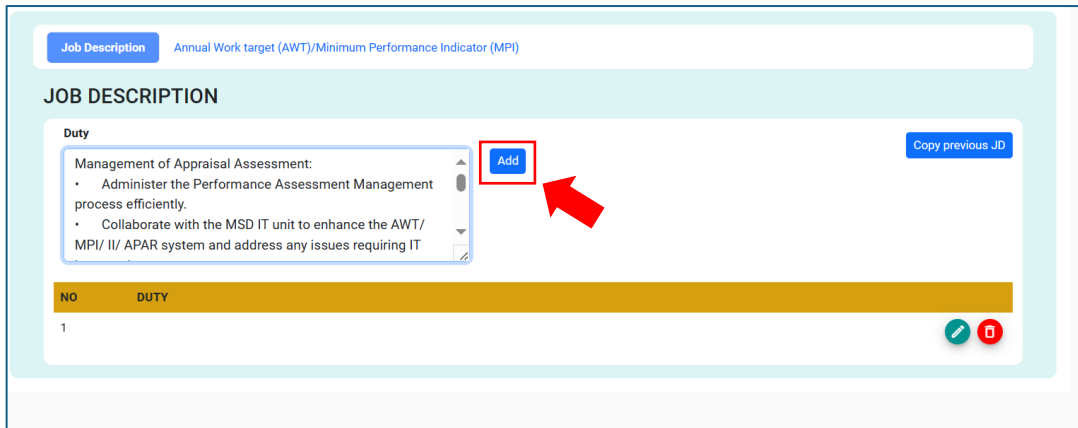 Job Description
Annual Work target (AWT)/Minimum Performance Indicator (MPI)
JOB DESCRIPTION
Duty
Management of Appraisal Assessment:
• Administer the Performance Assessment Management
process efficiently.
• Collaborate with the MSD IT unit to enhance the AWT/
MPI/ II/ APAR system and address any issues requiring IT
Add
Copy previous JD
NO DUTY
1